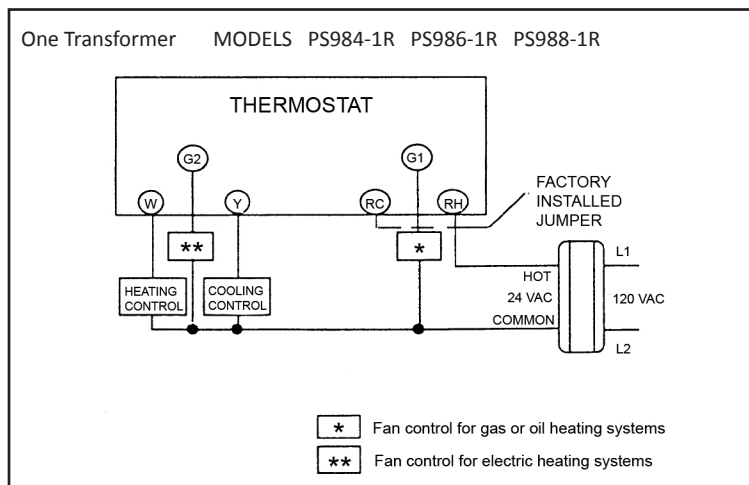 One Transformer MODELS PS984-1R PS986-1R PS988-1R
THERMOSTAT
G2
G1
W
Y
RC
RH
FACTORY
INSTALLED
JUMPER
**
*
HEATING
CONTROL
COOLING
CONTROL
HOT
24 VAC
COMMON
L1
120 VAC
L2
* Fan control for gas or oil heating systems
** Fan control for electric heating systems